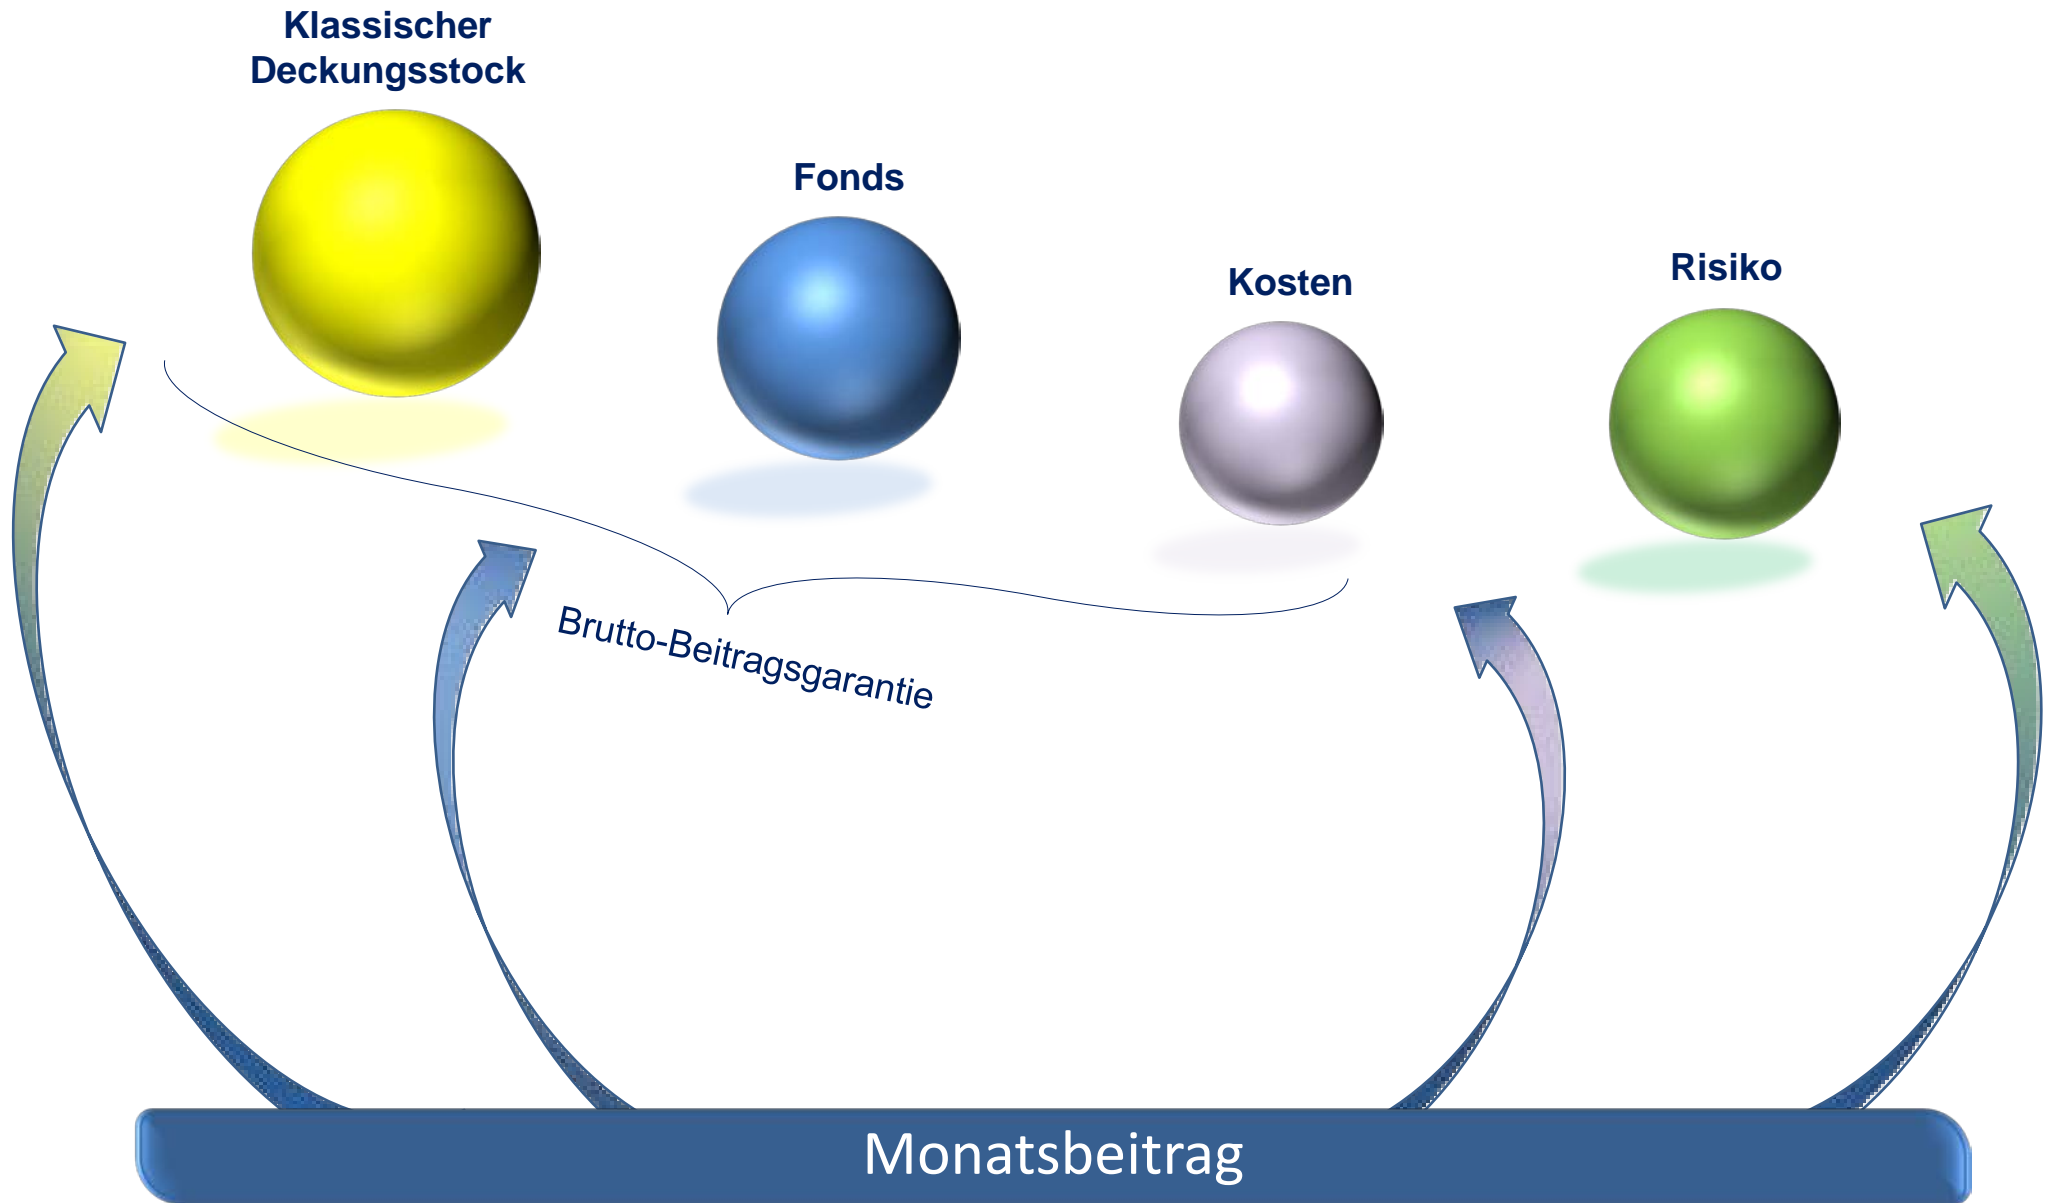 Klassischer
Deckungsstock
Fonds
Kosten
Risiko
Brutto-Beitragsgarantie
Monatsbeitrag